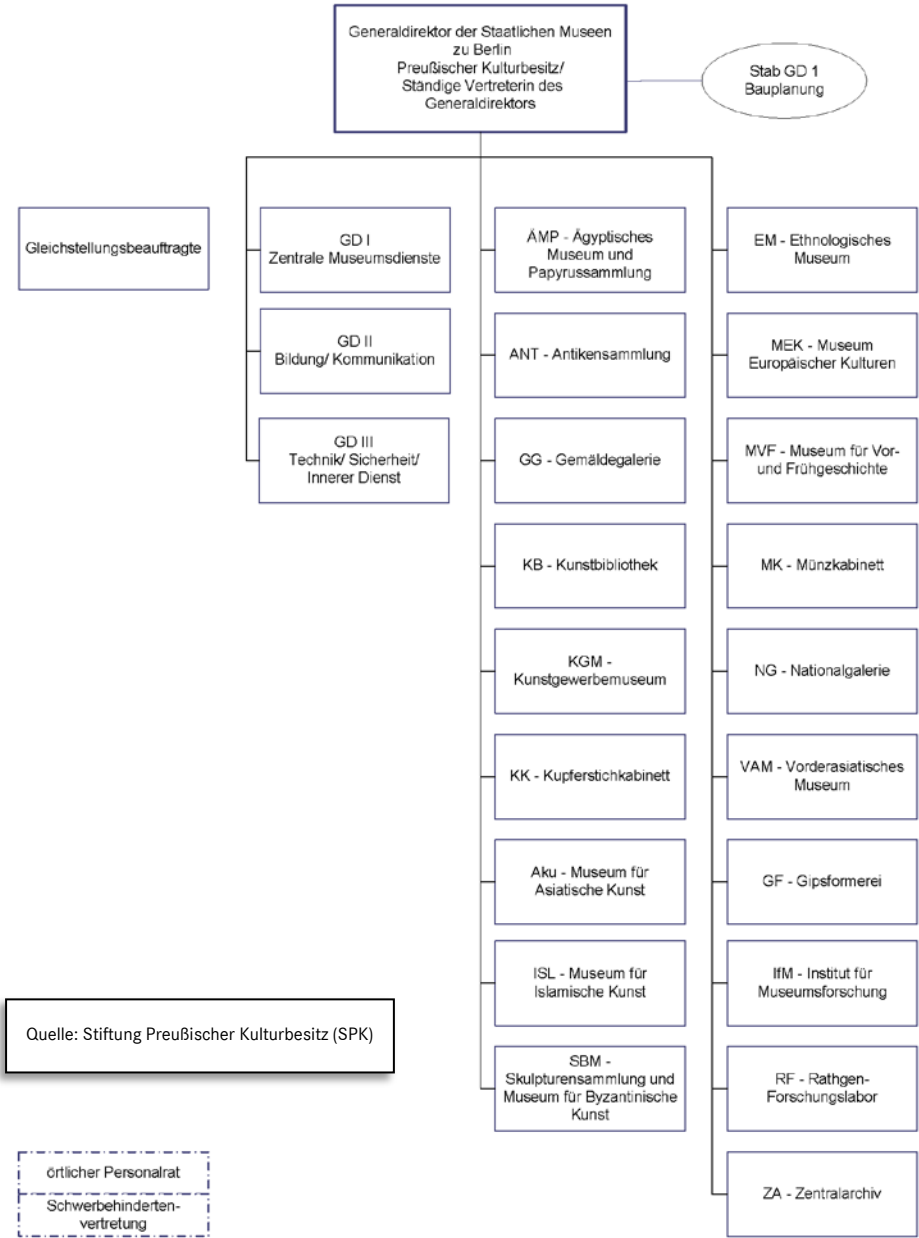 Generaldirektor der Staatlichen Museen
zu Berlin
Preußischer Kulturbesitz/
Ständige Vertreterin des
Generaldirektors
Stab GD 1
Bauplanung
Gleichstellungsbeauftragte
GD I
Zentrale Museumsdienste
GD II
Bildung/ Kommunikation
GD III
Technik/ Sicherheit/
Innerer Dienst
ÄMP - Ägyptisches
Museum und
Papyrussammlung
ANT - Antikensammlung
GG - Gemäldegalerie
KB - Kunstbibliothek
KGM -
Kunstgewerbemuseum
KK - Kupferstichkabinett
Aku - Museum für
Asiatische Kunst
ISL - Museum für
Islamische Kunst
SBM -
Skulpturensammlung und
Museum für Byzantinische
Kunst
EM - Ethnologisches
Museum
MEK - Museum
Europäischer Kulturen
MVF - Museum für Vor-
und Frühgeschichte
MK - Münzkabinett
NG - Nationalgalerie
VAM - Vorderasiatisches
Museum
GF - Gipsformerei
IfM - Institut für
Museumsforschung
RF - Rathgen-
Forschungslabor
ZA - Zentralarchiv
Quelle: Stiftung Preußischer Kulturbesitz (SPK)
örtlicher Personalrat
Schwerbehinderten-
vertretung